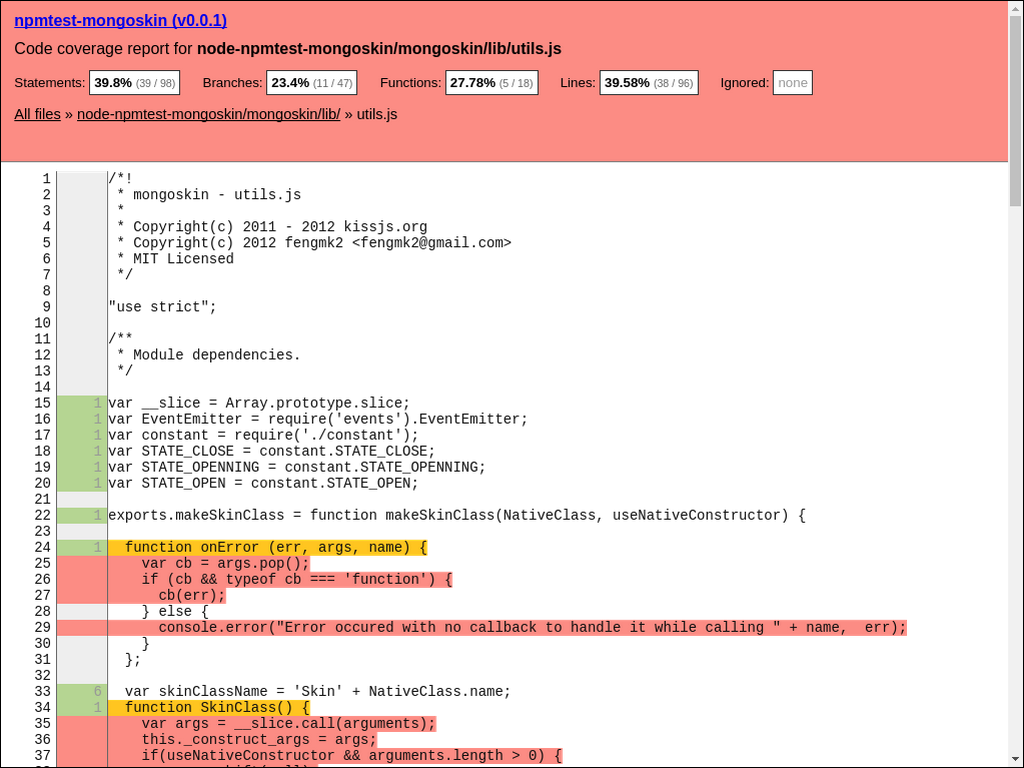 npmtest-mongoskin (v0.0.1)
Code coverage report for node-npmtest-mongoskin/mongoskin/lib/utils.js
Statements: 39.8% (39 / 98) Branches: 23.4% (11 / 47) Functions: 27.78% (5 / 18) Lines: 39.58% (38 / 96) Ignored: none
All files » node-npmtest-mongoskin/mongoskin/lib/ » utils.js
1 /*!
2  * mongoskin - utils.js
3  *
4  * Copyright(c) 2011 - 2012 kissjs.org
5  * Copyright(c) 2012 fengmk2 <fengmk2@gmail.com>
6  * MIT Licensed
7  */
8
9 "use strict";
10
11 /**
12  * Module dependencies.
13  */
14
15 1 var __slice = Array.prototype.slice;
16 1 var EventEmitter = require('events').EventEmitter;
17 1 var constant = require('./constant');
18 1 var STATE_CLOSE = constant.STATE_CLOSE;
19 1 var STATE_OPENNING = constant.STATE_OPENNING;
20 1 var STATE_OPEN = constant.STATE_OPEN;
21
22 1 exports.makeSkinClass = function makeSkinClass(NativeClass, useNativeConstructor) {
23
24 1   function onError (err, args, name) {
25     var cb = args.pop();
26     if (cb && typeof cb === 'function') {
27       cb(err);
28     } else {
29       console.error("Error occured with no callback to handle it while calling " + name,  err);
30     }
31   };
32
33 6   var skinClassName = 'Skin' + NativeClass.name;
34 1   function SkinClass() {
35     var args = __slice.call(arguments);
36     this._construct_args = args;
37     if(useNativeConstructor && arguments.length > 0) {